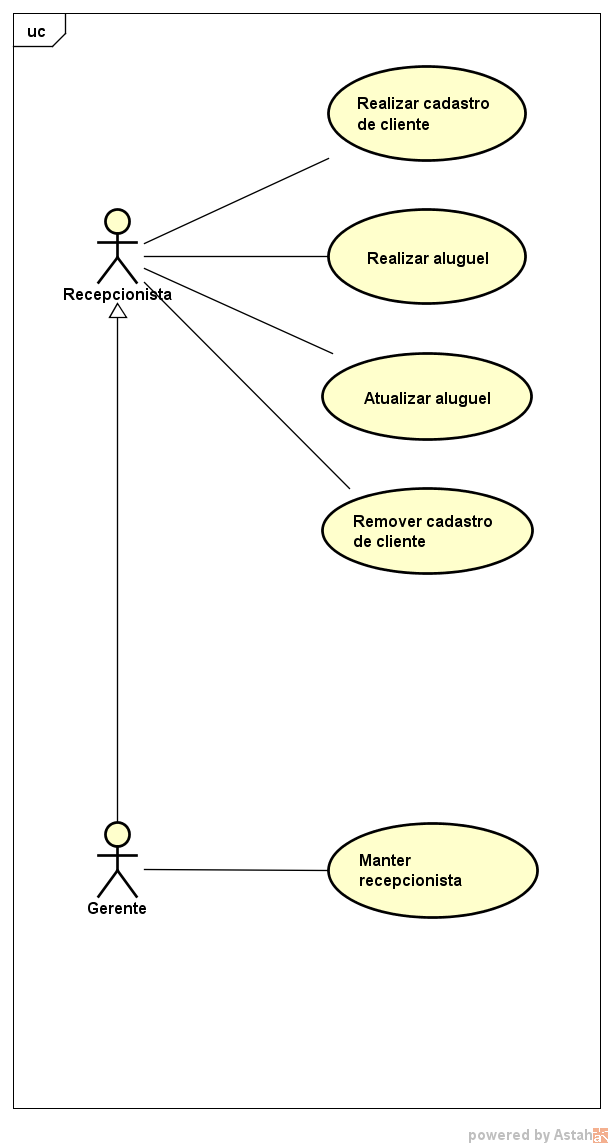 uc
Realizar cadastro
de cliente
Recepcionista
Realizar aluguel
Atualizar aluguel
Remover cadastro
de cliente
Manter
recepcionista
Gerente
powered by Astah